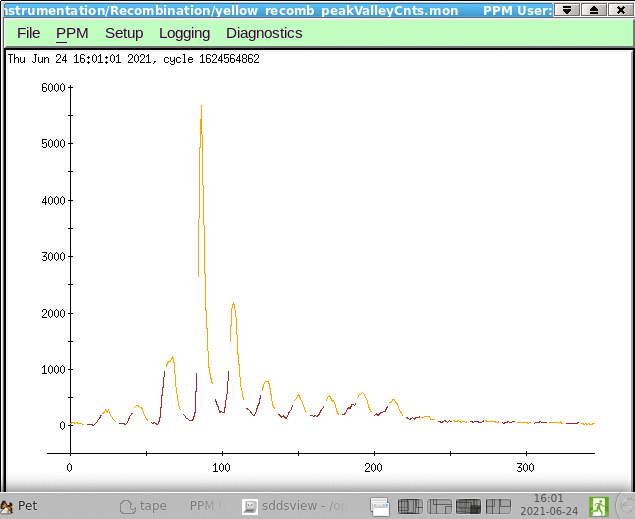 nstrumentation/Recombination/yellow_recomb_peakValleyCnts.mon PPM User:
File PPM Setup Logging Diagnostics
Thu Jun 24 16:01:01 2021, cycle 1624564862
6000
5000
4000
3000
2000
1000
0
0 100 200 300
Pet tape PPM U sddsview - /op 16:01
2021-06-24